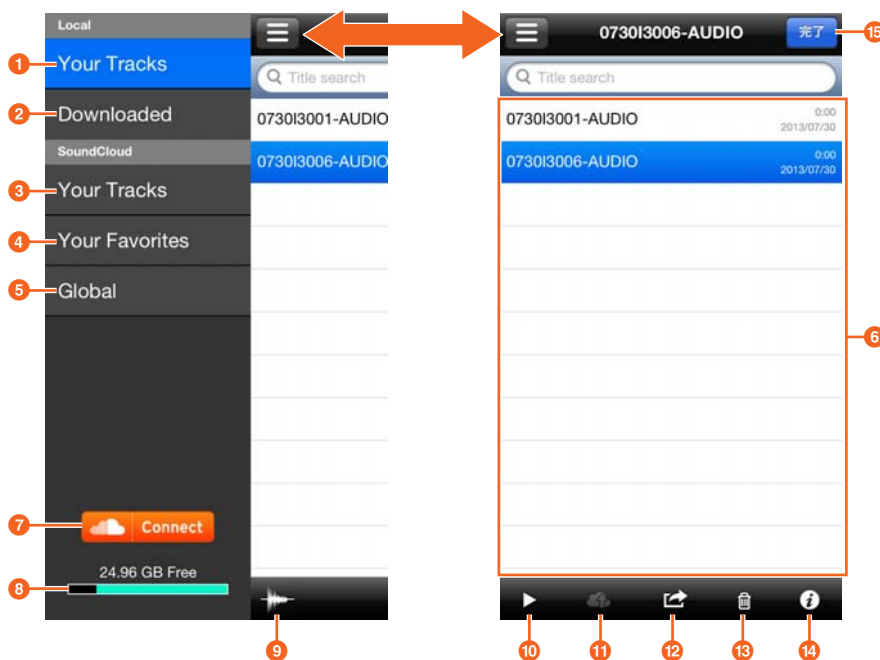 Local
1 Your Tracks
2 Downloaded
SoundCloud
3 Your Tracks
4 Your Favorites
5 Global
7 Connect
24.96 GB Free
8
Title search
0730I3001-AUDIO
0730I3006-AUDIO
9
0730I3006-AUDIO 完了 15
Title search
0730I3001-AUDIO 0:00
2013/07/30
0730I3006-AUDIO 0:00
2013/07/30
6
10 11 12 13 14